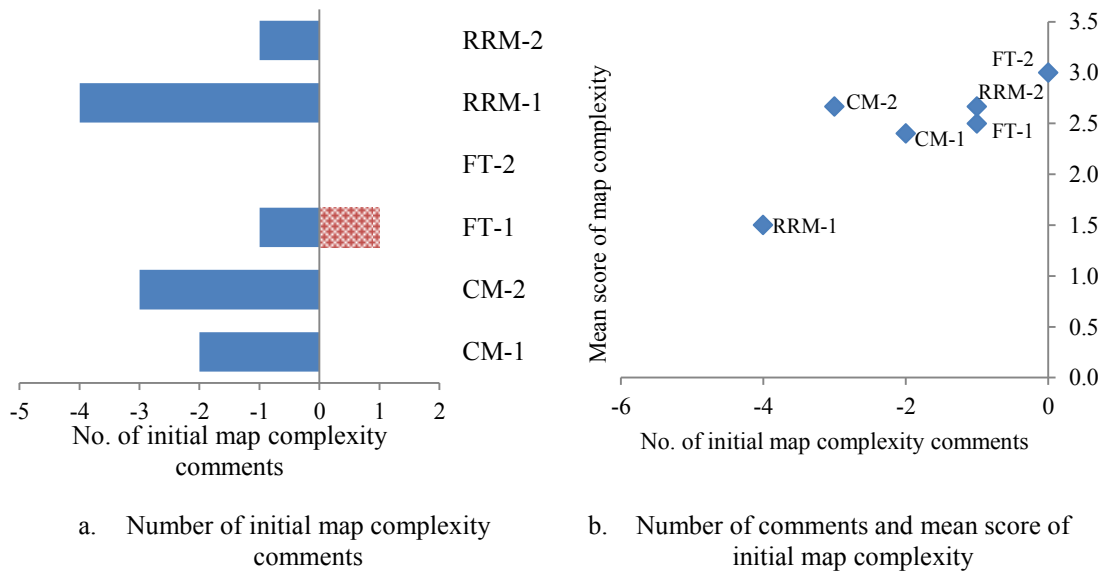 RRM-2
RRM-1
FT-2
FT-1
CM-2
CM-1
-5 -4 -3 -2 -1 0 1 2
No. of initial map complexity
comments
a. Number of initial map complexity
comments
Mean score of map complexity
3.5
3.0
2.5
2.0
1.5
1.0
0.5
0.0
FT-2
RRM-2
CM-2
FT-1
CM-1
RRM-1
-6 -4 -2 0
No. of initial map complexity comments
b. Number of comments and mean score of
initial map complexity